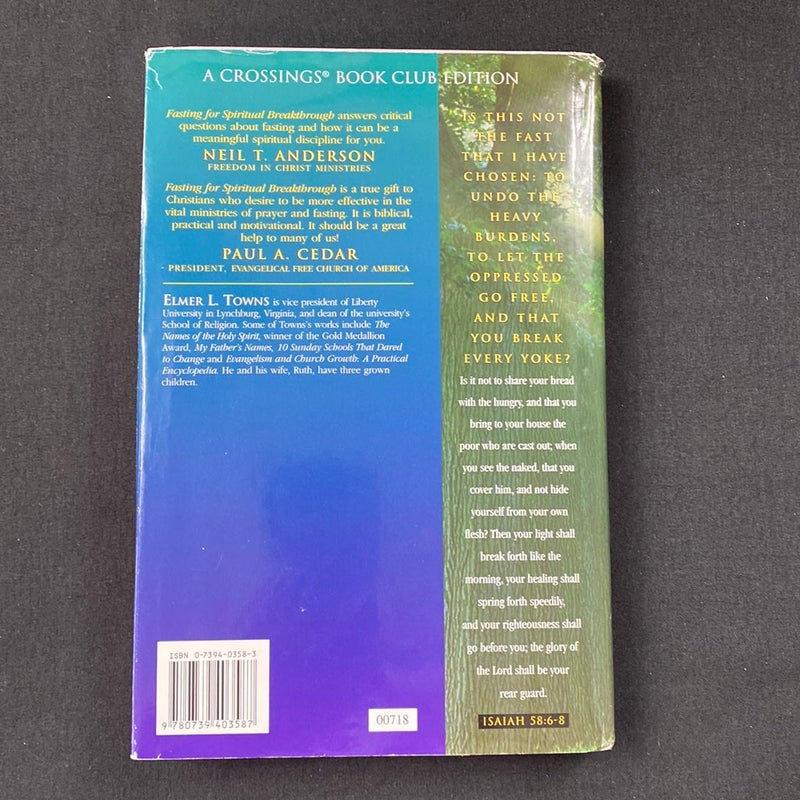 A CROSSINGS® BOOK CLUB EDITION
Fasting for Spiritual Breakthrough answers critical
questions about fasting and how it can be a
meaningful spiritual discipline for you.
NEIL T. ANDERSON
FREEDOM IN CHRIST MINISTRIES
Fasting for Spiritual Breakthrough is a true gift to
Christians who desire to be more effective in the
vital ministries of prayer and fasting. It is biblical,
practical and motivational. It should be a great
help to many of us!
PAUL A. CEDAR
PRESIDENT, EVANGELICAL FREE CHURCH OF AMERICA
ELMER L. TOWNS is vice president of Liberty
University in Lynchburg, Virginia, and dean of the university's
School of Religion. Some of Towns's works include The
Names of the Holy Spirit, winner of the Gold Medallion
Award, My Father's Names, 10 Sunday Schools That Dared
to Change and Evangelism and Church Growth: A Practical
Encyclopedia. He and his wife, Ruth, have three grown
children.
ISBN 0-7394-0358-3
9 780739 403587
00718
IS THIS NOT
THE FAST
THAT I HAVE
CHOSEN: TO
UNDO THE
HEAVY
BURDENS,
TO LET THE
OPPRESSED
GO FREE,
AND THAT
YOU BREAK
EVERY YOKE?
Is it not to share your bread
with the hungry, and that you
bring to your house the
poor who are cast out; when
you see the naked, that you
cover him, and not hide
yourself from your own
flesh? Then your light shall
break forth like the
morning, your healing shall
spring forth speedily,
and your righteousness shall
go before you; the glory of
the Lord shall be your
rear guard.
ISAIAH 58:6-8